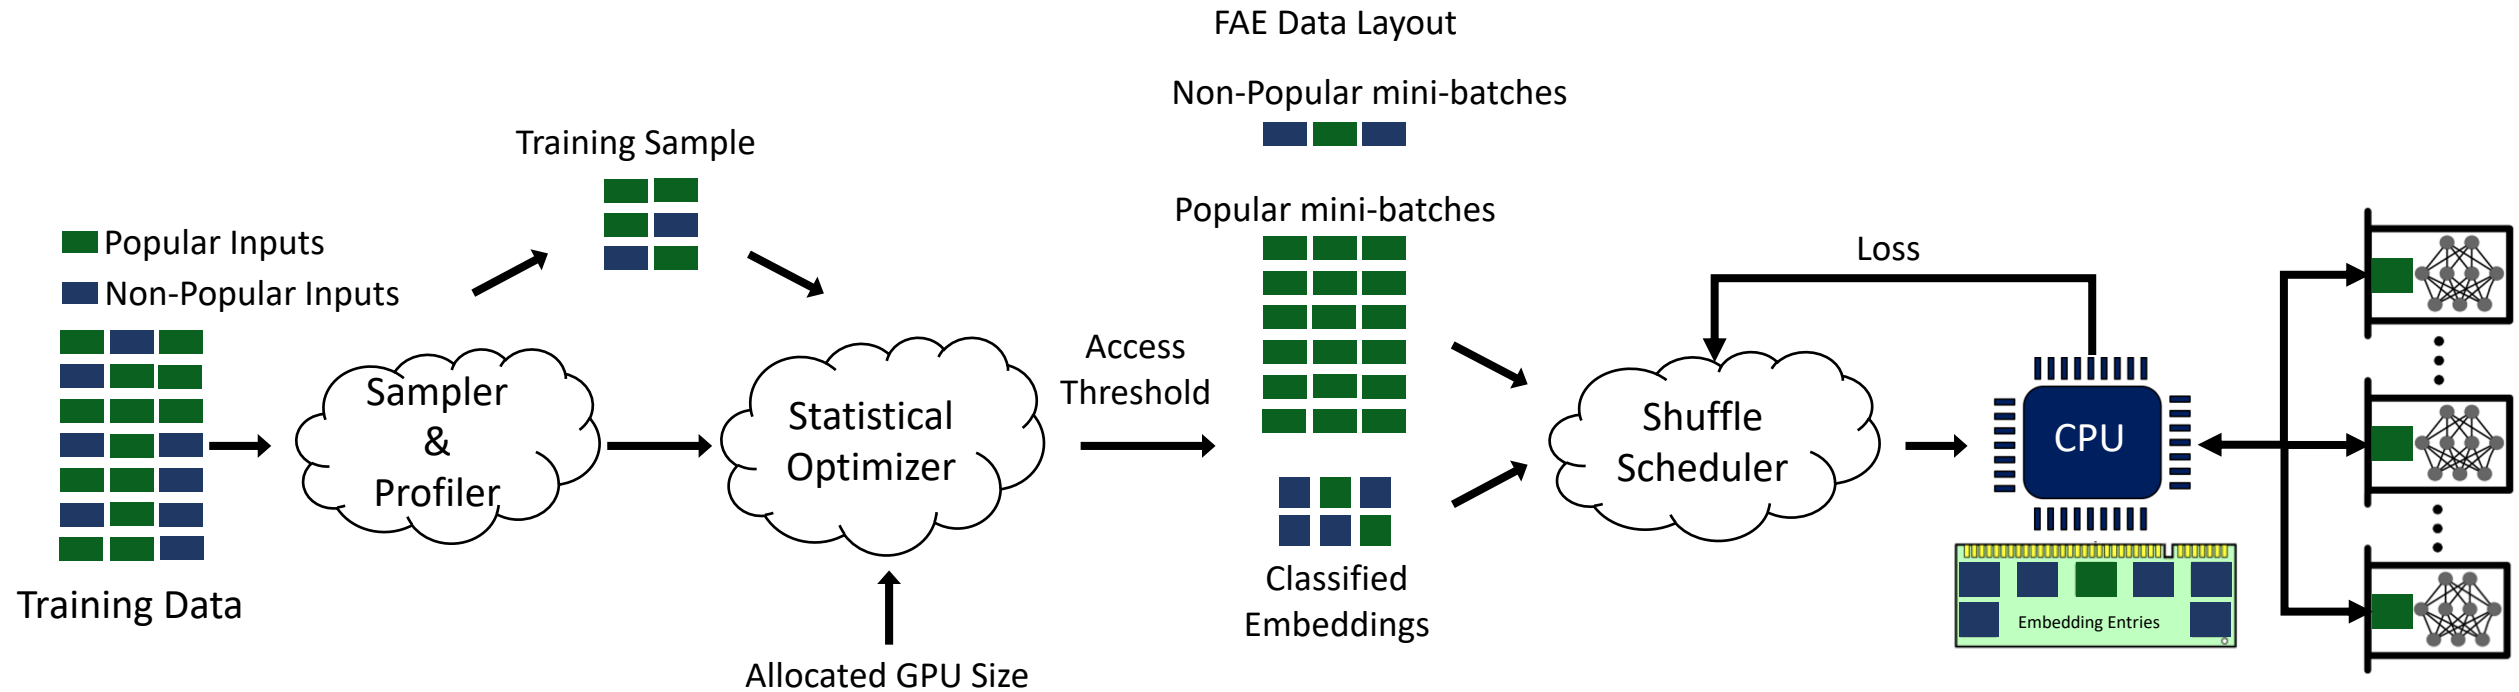 FAE Data Layout
Non-Popular mini-batches
Training Sample
Popular mini-batches
Popular Inputs
Non-Popular Inputs
Loss
Access
Threshold
Sampler
&
Profiler
Statistical
Optimizer
Shuffle
Scheduler
CPU
Classified
Embeddings
Training Data
Embedding Entries
Allocated GPU Size